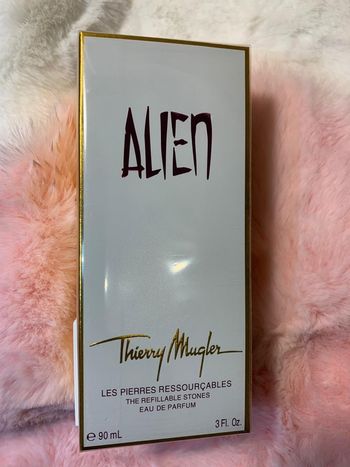 ALIEN
Thierry Mugler
LES PIERRES RESSOURÇABLES
THE REFILLABLE STONES
EAU DE PARFUM
℮ 90 mL 3 Fl. Oz.